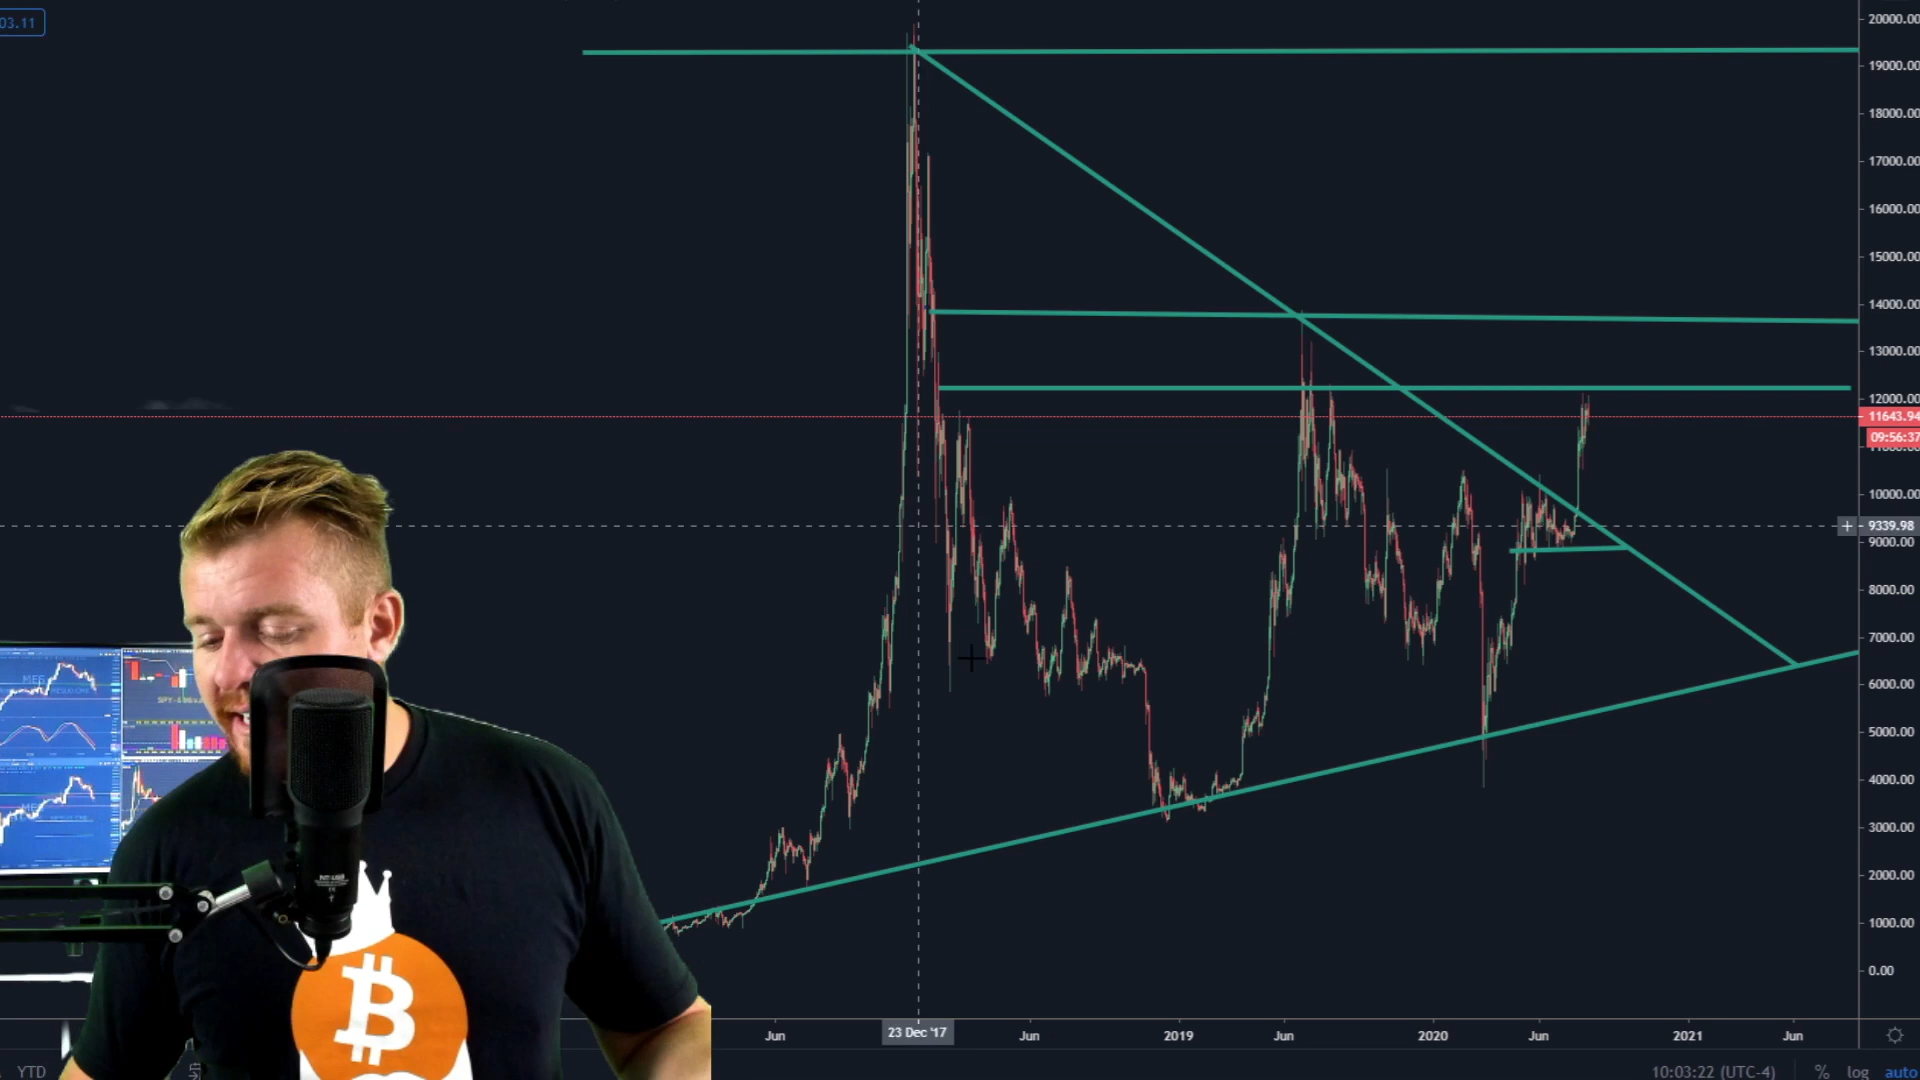 03.11
20000.00
19000.00
18000.00
17000.00
16000.00
15000.00
14000.00
13000.00
12000.00
11643.94
09:56:37
11000.00
10000.00
9339.98
9000.00
8000.00
7000.00
6000.00
5000.00
4000.00
3000.00
2000.00
1000.00
0.00
Jun
23 Dec '17
Jun
2019
Jun
2020
Jun
2021
Jun
YTD
10:03:22 (UTC-4)
%
log
auto